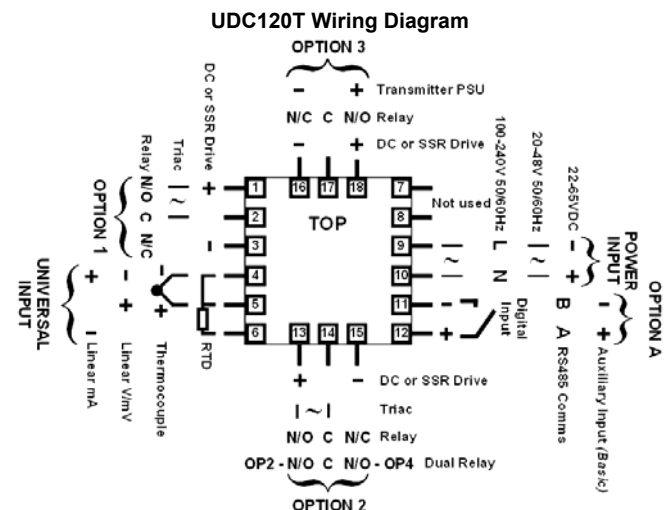 UDC120T Wiring Diagram
OPTION 3
− + Transmitter PSU
N/C C N/O Relay
− + DC or SSR Drive
16 17 18
TOP
1
2
3
4
5
6
7
8
9
10
11
12
13 14 15
Not used
DC or SSR Drive
+ −
Triac
| ~ |
Relay N/O C N/C
OPTION 1
UNIVERSAL INPUT
+ − Linear mA
− + Linear V/mV
− + Thermocouple
RTD
100-240V 50/60Hz
| ~ | L N
20-48V 50/60Hz
| ~ |
22-65VDC
− +
POWER INPUT
OPTION A
− +
Digital Input
B A RS485 Comms
− + Auxiliary Input (Basic)
+ − DC or SSR Drive
| ~ | Triac
N/O C N/C Relay
OP2 - N/O C N/O - OP4 Dual Relay
OPTION 2